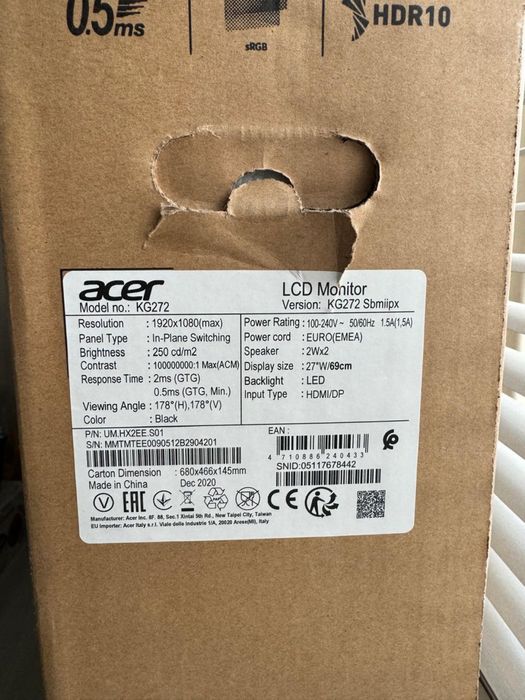 0.5ms
sRGB
HDR10
acer
LCD Monitor
Model no.: KG272
Version: KG272 Sbmiipx
Resolution : 1920x1080(max)
Panel Type : In-Plane Switching
Brightness : 250 cd/m2
Contrast : 100000000:1 Max(ACM)
Response Time : 2ms (GTG)
0.5ms (GTG, Min.)
Viewing Angle : 178°(H),178°(V)
Color : Black
Power Rating : 100-240V~ 50/60Hz 1.5A(1,5A)
Power cord : EURO(EMEA)
Speaker : 2Wx2
Display size : 27"W/69cm
Backlight : LED
Input Type : HDMI/DP
P/N: UM.HX2EE.S01
S/N: MMTMTEE0090512B2904201
EAN :
4 710886 240433
SNID:05117678442
Carton Dimension : 680x466x145mm
Made in China Dec 2020
EAC
CE
Manufacturer: Acer Inc. 8F. 88, Sec.1 Xintai 5th Rd., New Taipei City, Taiwan
EU Importer: Acer Italy s.r.l. Viale delle Industrie 1/A, 20020 Arese(MI), Italy